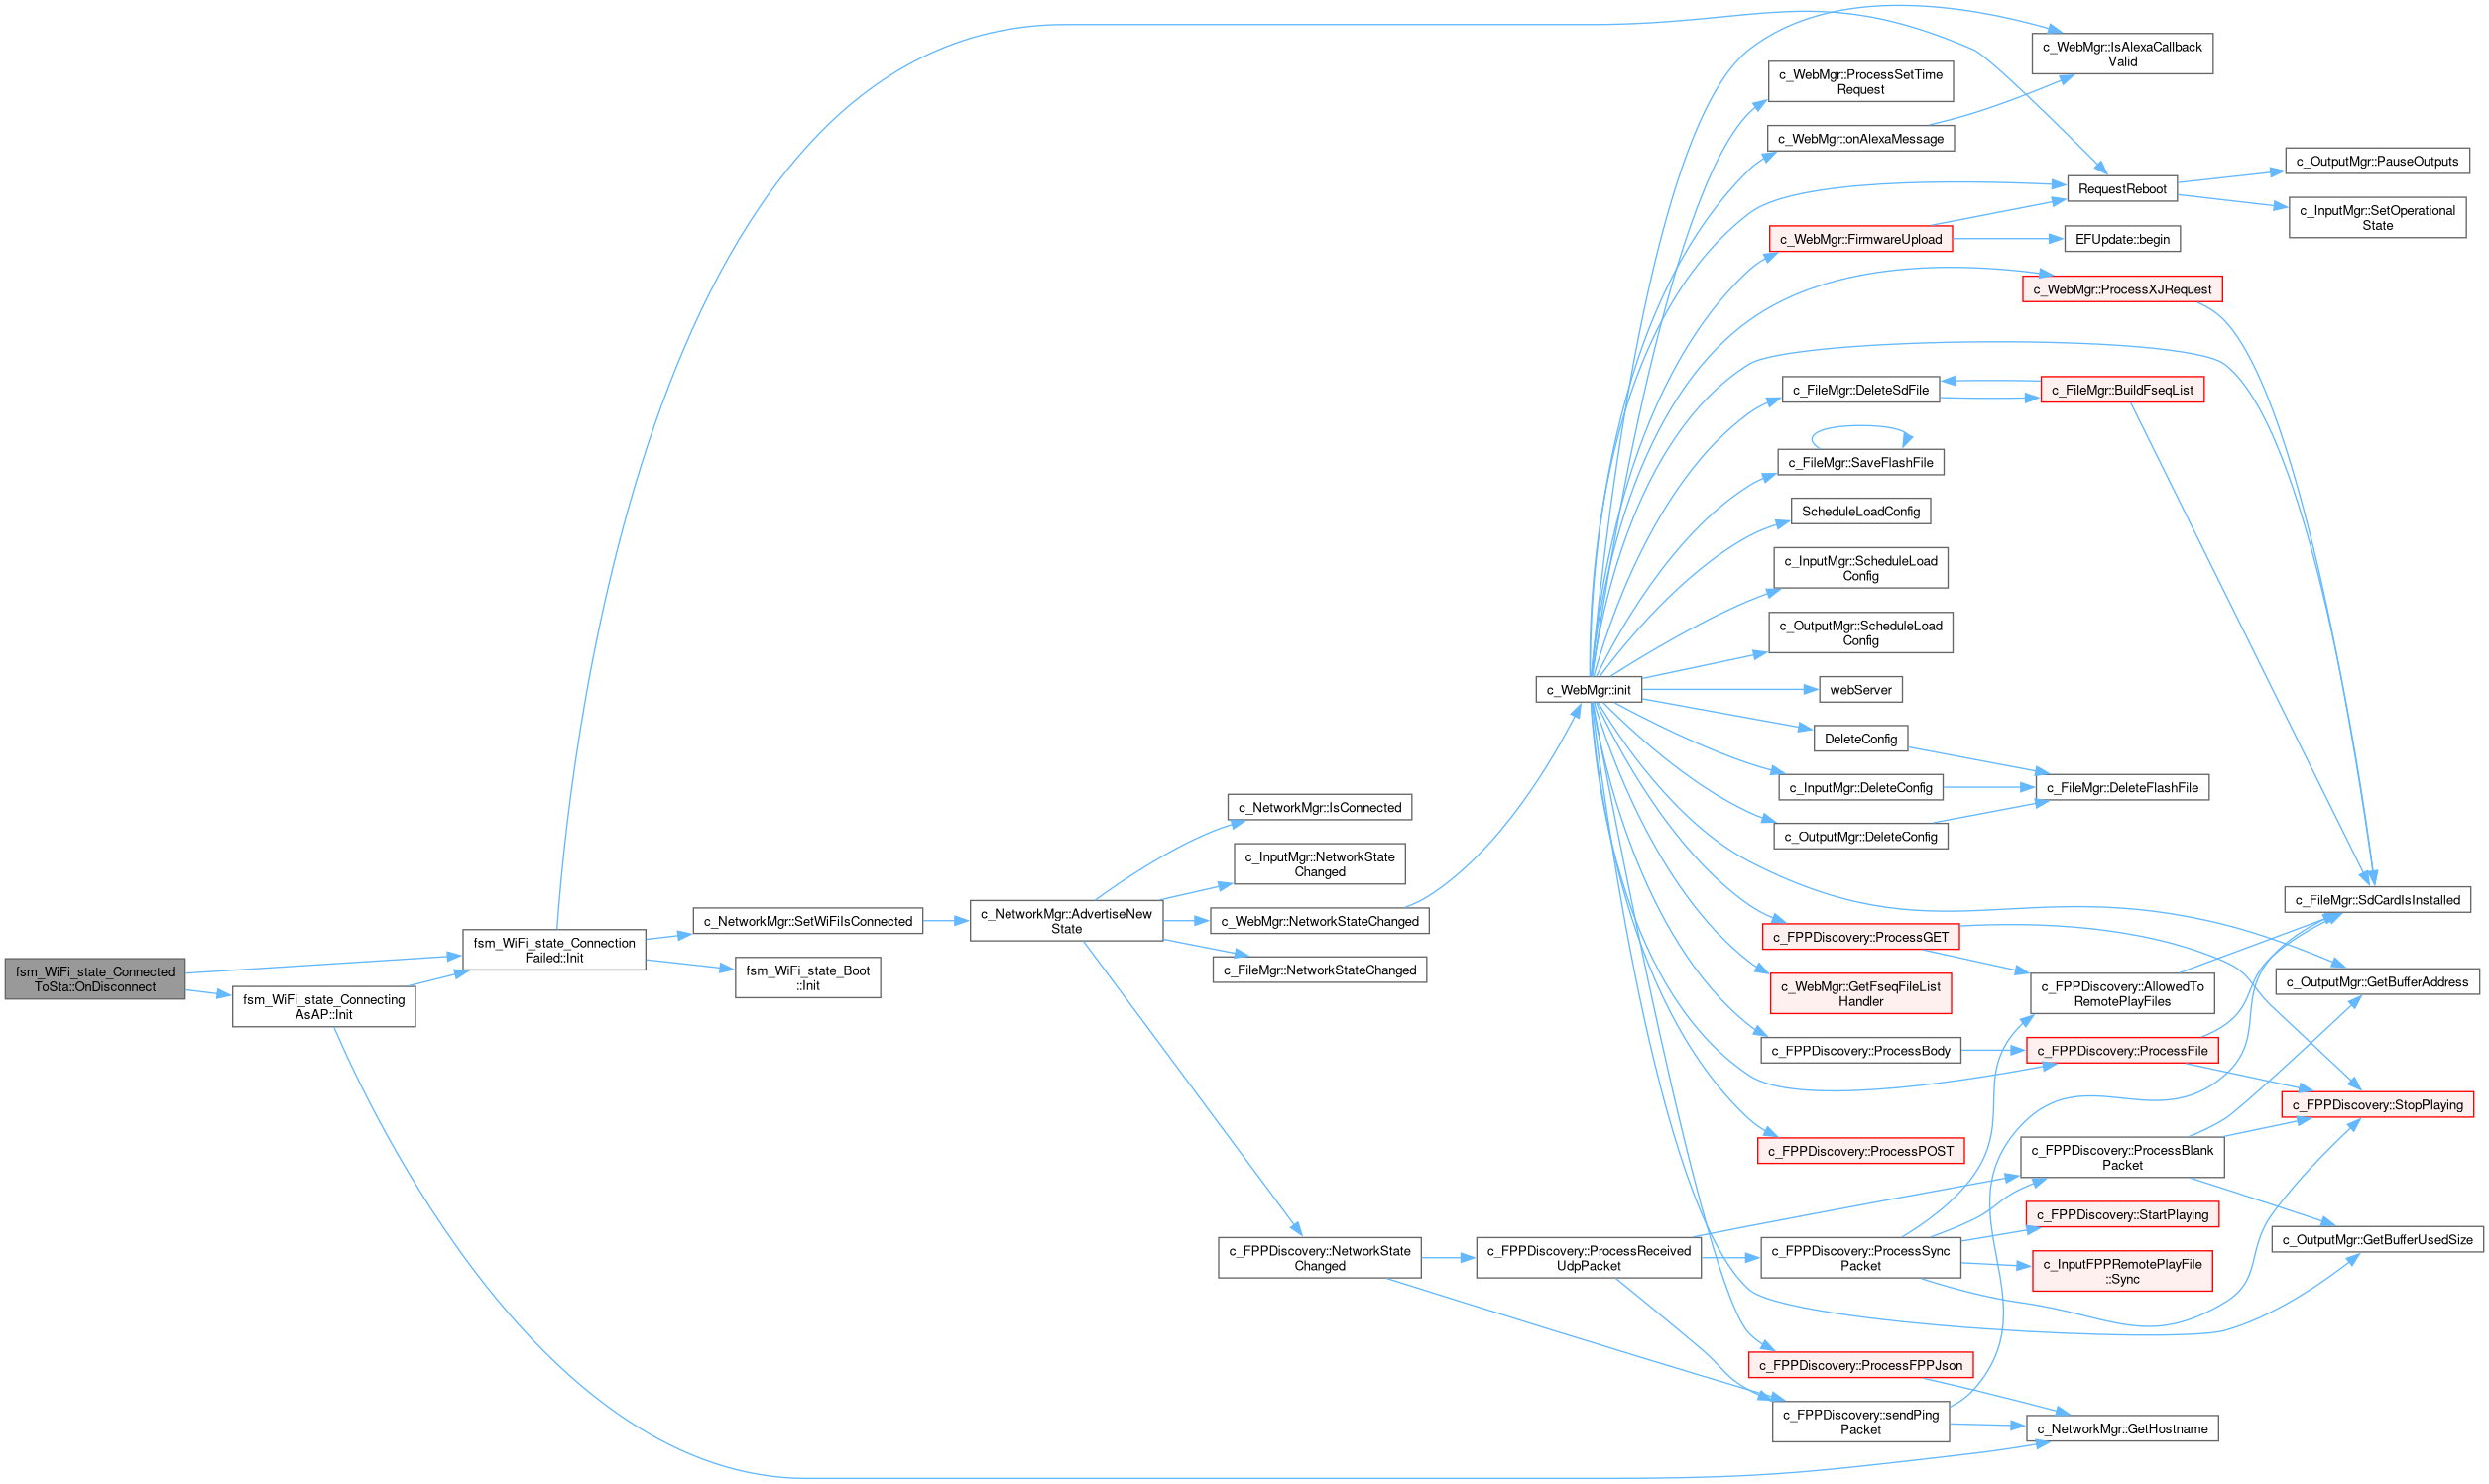 fsm_WiFi_state_Connected
ToSta::OnDisconnect
fsm_WiFi_state_Connection
Failed::Init
fsm_WiFi_state_Connecting
AsAP::Init
c_NetworkMgr::SetWiFiIsConnected
fsm_WiFi_state_Boot
::Init
c_NetworkMgr::AdvertiseNew
State
c_NetworkMgr::IsConnected
c_InputMgr::NetworkState
Changed
c_WebMgr::NetworkStateChanged
c_FileMgr::NetworkStateChanged
c_FPPDiscovery::NetworkState
Changed
c_WebMgr::init
c_FPPDiscovery::ProcessReceived
UdpPacket
c_WebMgr::ProcessSetTime
Request
c_WebMgr::onAlexaMessage
c_WebMgr::FirmwareUpload
c_FileMgr::DeleteSdFile
c_FileMgr::SaveFlashFile
ScheduleLoadConfig
c_InputMgr::ScheduleLoad
Config
c_OutputMgr::ScheduleLoad
Config
webServer
DeleteConfig
c_InputMgr::DeleteConfig
c_OutputMgr::DeleteConfig
c_FPPDiscovery::ProcessGET
c_WebMgr::GetFseqFileList
Handler
c_FPPDiscovery::ProcessBody
c_FPPDiscovery::ProcessPOST
c_FPPDiscovery::ProcessSync
Packet
c_FPPDiscovery::ProcessFPPJson
c_FPPDiscovery::sendPing
Packet
c_WebMgr::IsAlexaCallback
Valid
RequestReboot
EFUpdate::begin
c_WebMgr::ProcessXJRequest
c_FileMgr::BuildFseqList
c_FileMgr::DeleteFlashFile
c_FPPDiscovery::AllowedTo
RemotePlayFiles
c_FPPDiscovery::ProcessFile
c_FPPDiscovery::ProcessBlank
Packet
c_FPPDiscovery::StartPlaying
c_InputFPPRemotePlayFile
::Sync
c_NetworkMgr::GetHostname
c_OutputMgr::PauseOutputs
c_InputMgr::SetOperational
State
c_FileMgr::SdCardIsInstalled
c_OutputMgr::GetBufferAddress
c_FPPDiscovery::StopPlaying
c_OutputMgr::GetBufferUsedSize